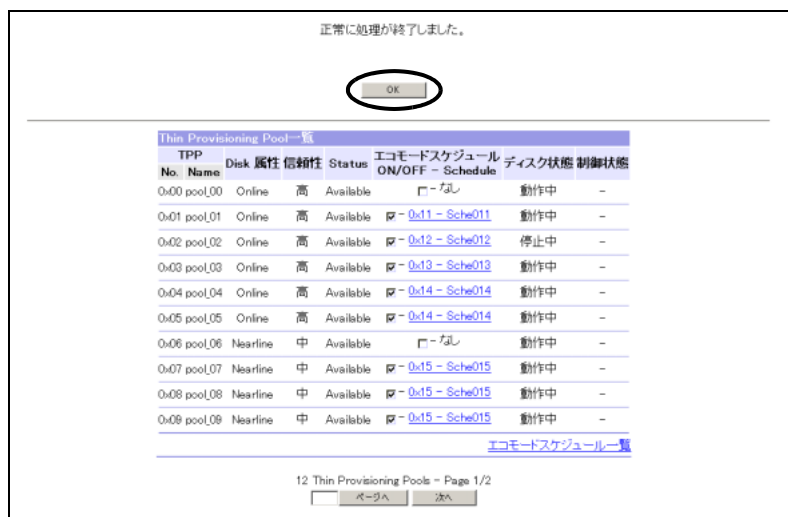 正常に処理が終了しました。
OK
Thin Provisioning Pool一覧
TPP Disk 属性 信頼性 Status エコモードスケジュール ON/OFF - Schedule ディスク状態 制御状態
No. Name
0x00 pool_00 Online 高 Available - なし 動作中 -
0x01 pool_01 Online 高 Available - 0x11 - Sche011 動作中 -
0x02 pool_02 Online 高 Available - 0x12 - Sche012 停止中 -
0x03 pool_03 Online 高 Available - 0x13 - Sche013 動作中 -
0x04 pool_04 Online 高 Available - 0x14 - Sche014 動作中 -
0x05 pool_05 Online 高 Available - 0x14 - Sche014 動作中 -
0x06 pool_06 Nearline 中 Available - なし 動作中 -
0x07 pool_07 Nearline 中 Available - 0x15 - Sche015 動作中 -
0x08 pool_08 Nearline 中 Available - 0x15 - Sche015 動作中 -
0x09 pool_09 Nearline 中 Available - 0x15 - Sche015 動作中 -
エコモードスケジュール一覧
12 Thin Provisioning Pools - Page 1/2
ページへ 次へ